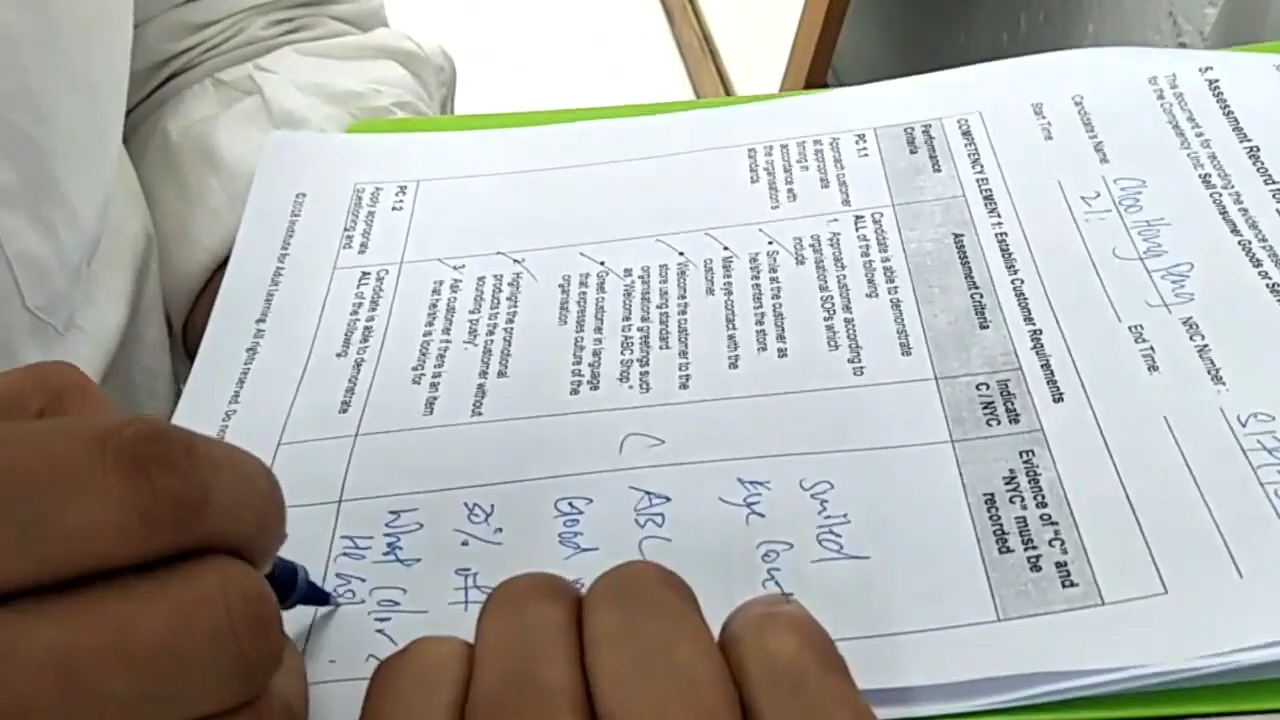 5. Assessment Record for
This document is for recording the evidence
for the Competency Unit: Sell Consumer Goods or
Candidate's Name: Choo Hong Pang NRIC Number:
Start Time: End Time:
COMPETENCY ELEMENT 1: Establish Customer Requirements
Performance
Criteria
Assessment Criteria
Indicate
C / NYC
Evidence of "C" and
"NYC" must be
recorded
PC 1.1
Approach customer
at appropriate
timing in
accordance with
the organisation's
standards.
Candidate is able to demonstrate
ALL of the following:
1. Approach customer according to
organisational SOPs which
include:
• Smile at the customer as
he/she enters the store.
• Make eye-contact with the
customer.
• Welcome the customer to the
store using standard
organisational greetings such
as "Welcome to ABC Shop."
• Greet customer in language
that expresses culture of the
organisation
2. Highlight the promotional
products to the customer without
sounding 'pushy'.
3. Ask customer if there is an item
that he/she is looking for
C
Smiled
Eye Cont
ABC
Good
% off
What Color
PC 1.2
Apply appropriate
questioning and
Candidate is able to demonstrate
ALL of the following:
Institute for Adult Learning. All rights reserved. Do